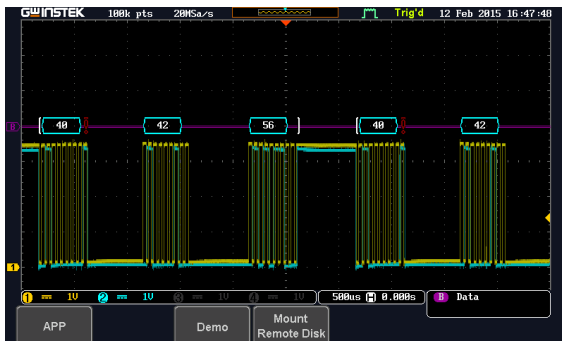 GWINSTEK 100k pts 20MSa/s Trig'd 12 Feb 2015 16:47:48
B [ 40 42 56 ] [ 40 42
1
1 1V 2 1V 3 1V 4 1V 500us H 0.000s B Data
APP Demo Mount
Remote Disk